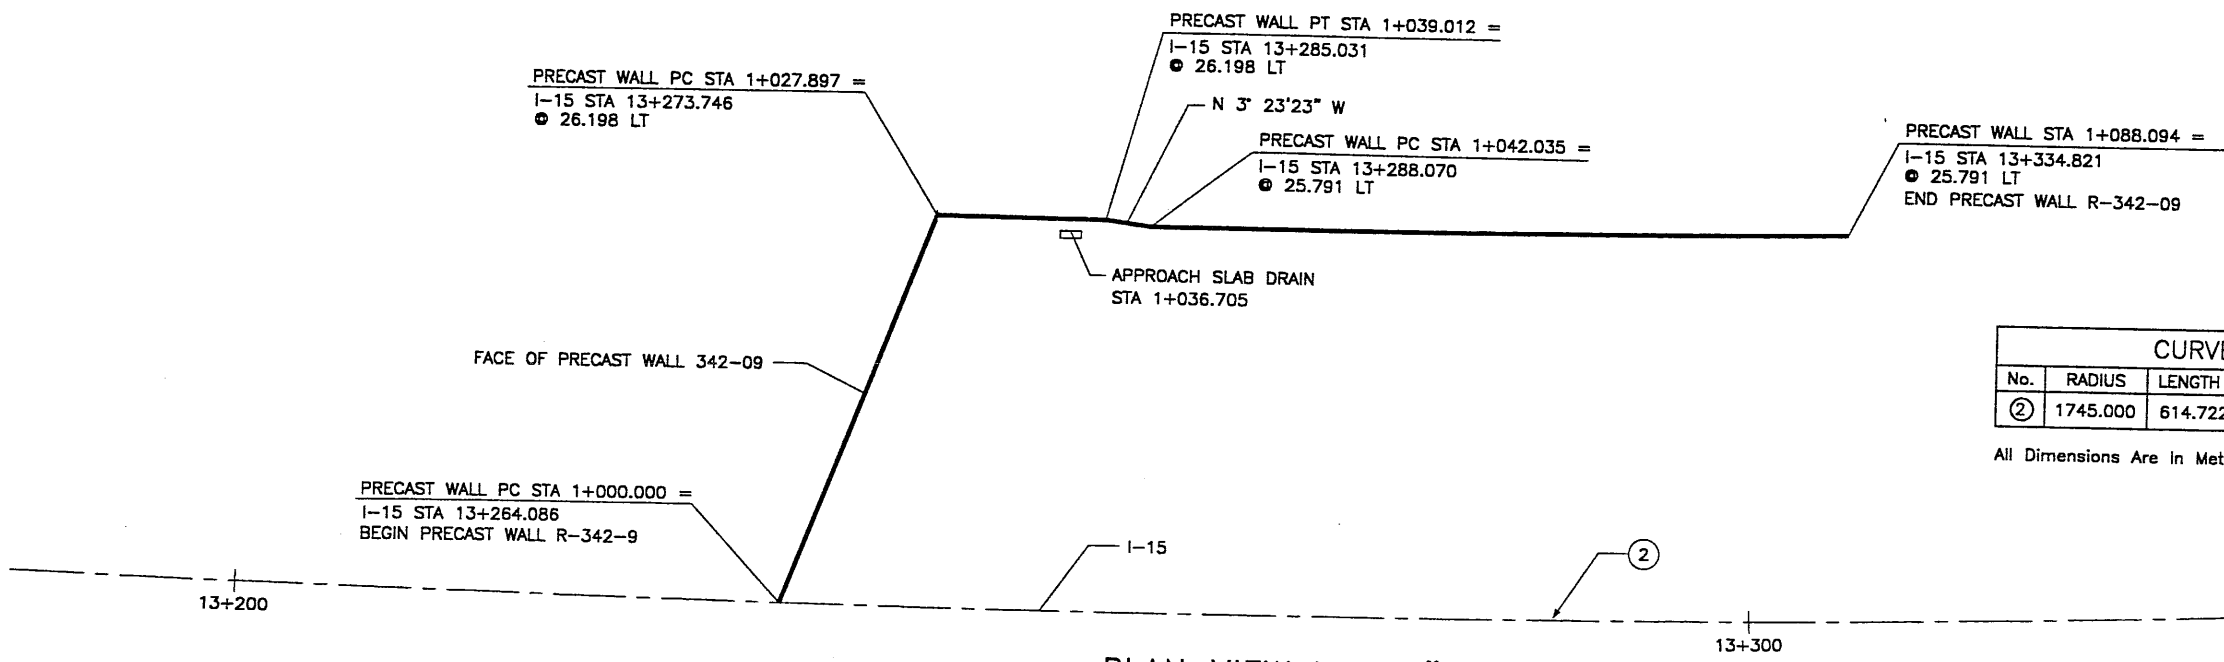 PRECAST WALL PT STA 1+039.012 =
I-15 STA 13+285.031
@ 26.198 LT
PRECAST WALL PC STA 1+027.897 =
I-15 STA 13+273.746
@ 26.198 LT
N 3° 23'23" W
PRECAST WALL PC STA 1+042.035 =
I-15 STA 13+288.070
@ 25.791 LT
PRECAST WALL STA 1+088.094 =
I-15 STA 13+334.821
@ 25.791 LT
END PRECAST WALL R-342-09
APPROACH SLAB DRAIN
STA 1+036.705
FACE OF PRECAST WALL 342-09
CURVE
No. RADIUS LENGTH
2 1745.000 614.722
All Dimensions Are In Met
PRECAST WALL PC STA 1+000.000 =
I-15 STA 13+264.086
BEGIN PRECAST WALL R-342-9
I-15
2
13+200
13+300